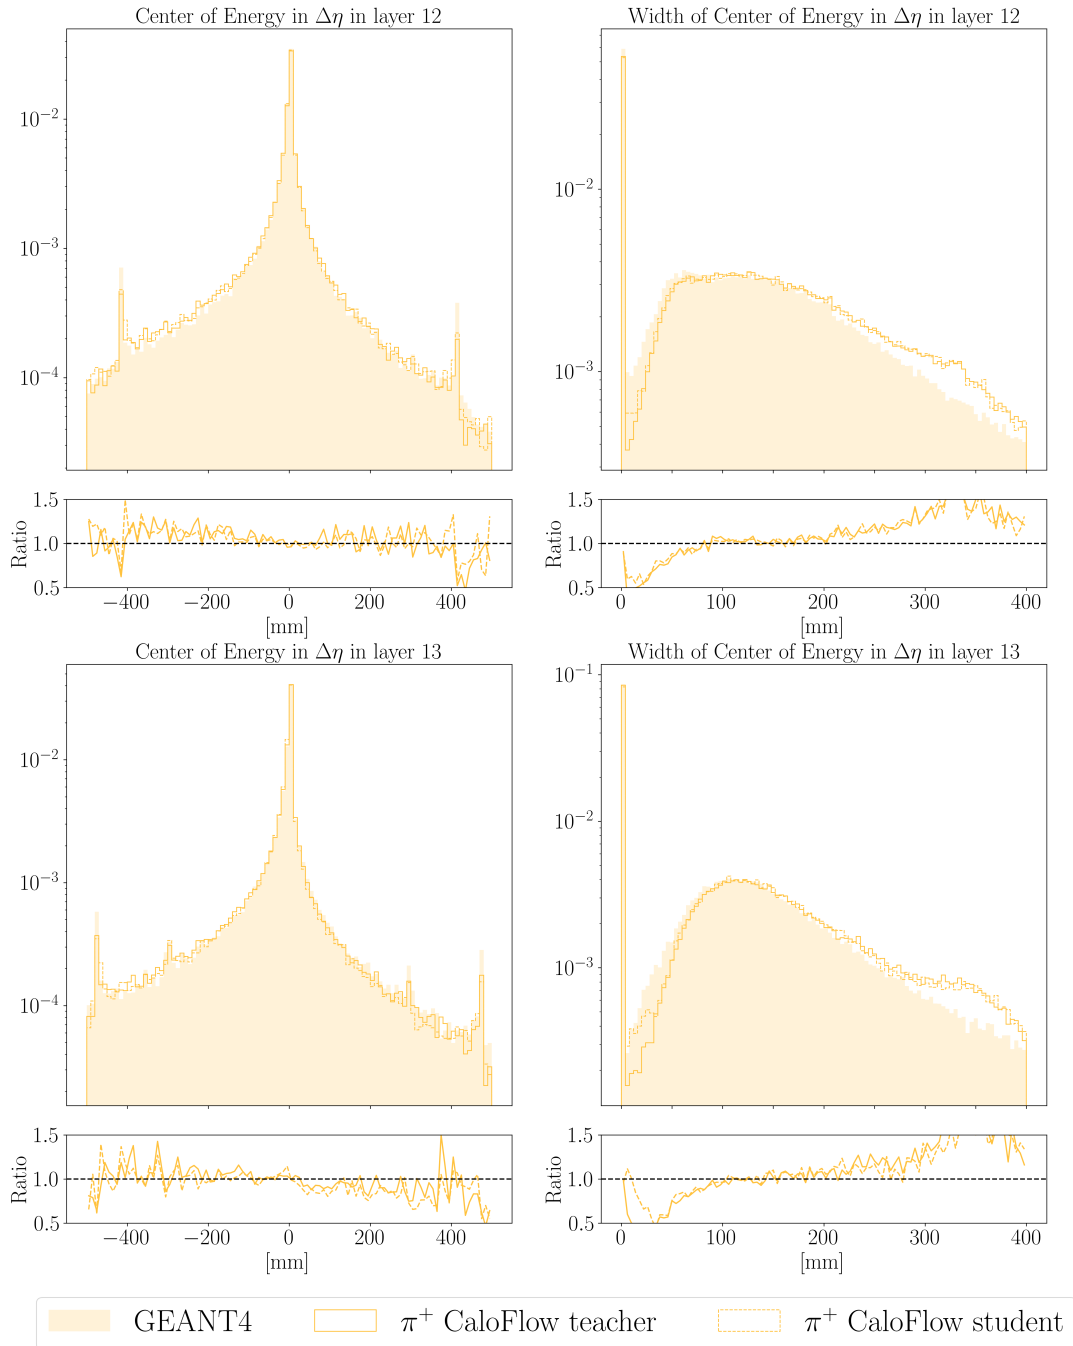 Center of Energy in Δη in layer 12
10⁻²
10⁻³
10⁻⁴
Width of Center of Energy in Δη in layer 12
10⁻²
10⁻³
1.5
1.0
0.5
Ratio
−400 −200 0 200 400
[mm]
1.5
1.0
0.5
Ratio
0 100 200 300 400
[mm]
Center of Energy in Δη in layer 13
10⁻²
10⁻³
10⁻⁴
Width of Center of Energy in Δη in layer 13
10⁻¹
10⁻²
10⁻³
1.5
1.0
0.5
Ratio
−400 −200 0 200 400
[mm]
1.5
1.0
0.5
Ratio
0 100 200 300 400
[mm]
GEANT4 π⁺ CaloFlow teacher π⁺ CaloFlow student